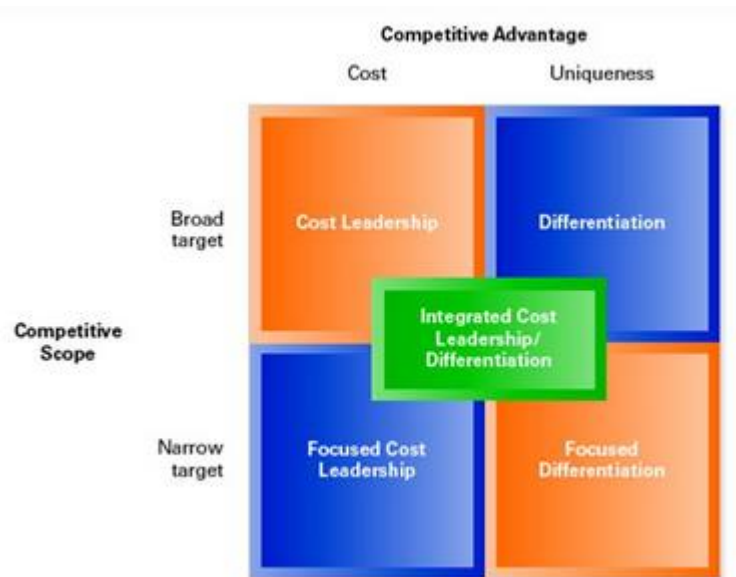 Competitive Advantage
Cost
Uniqueness
Broad
target
Cost Leadership
Differentiation
Competitive
Scope
Integrated Cost
Leadership/
Differentiation
Narrow
target
Focused Cost
Leadership
Focused
Differentiation